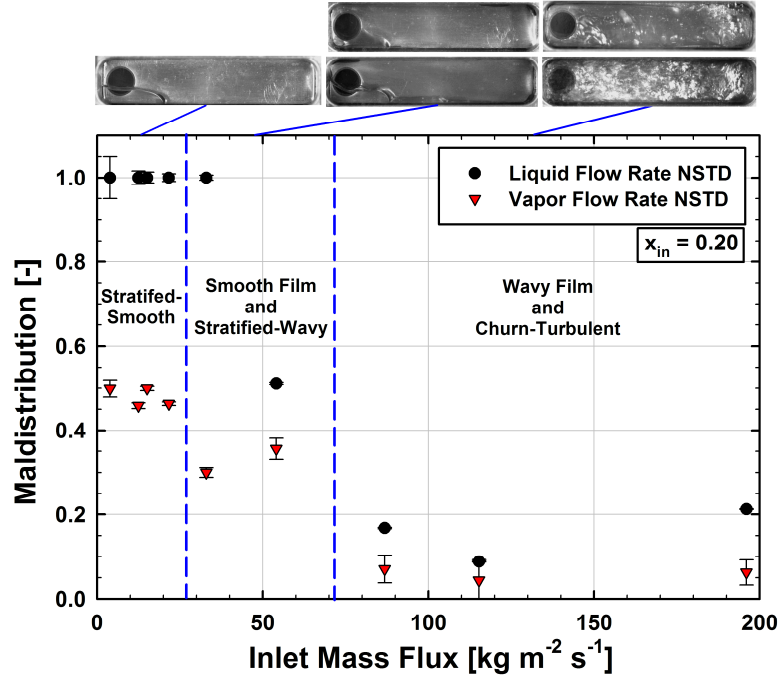 Liquid Flow Rate NSTD
Vapor Flow Rate NSTD
x_in = 0.20
Stratifed-
Smooth
Smooth Film
and
Stratified-Wavy
Wavy Film
and
Churn-Turbulent
Maldistribution [-]
1.0
0.8
0.6
0.4
0.2
0.0
0
50
100
150
200
Inlet Mass Flux [kg m⁻² s⁻¹]